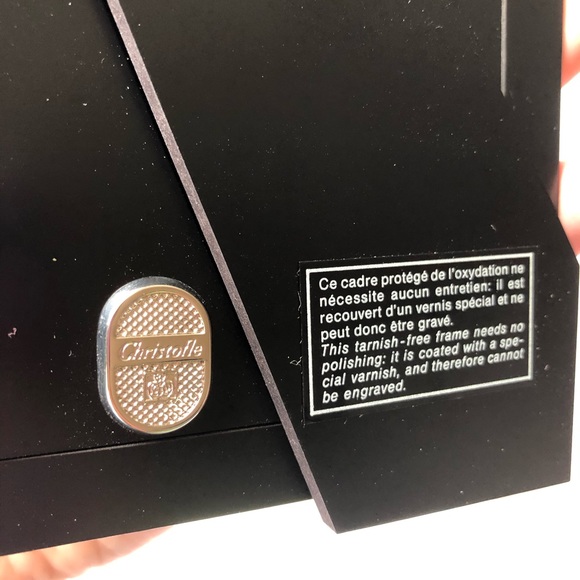 Christofle
Ce cadre protégé de l'oxydation ne
nécessite aucun entretien: il est
recouvert d'un vernis spécial et ne
peut donc être gravé.
This tarnish-free frame needs no
polishing: it is coated with a spe-
cial varnish, and therefore cannot
be engraved.